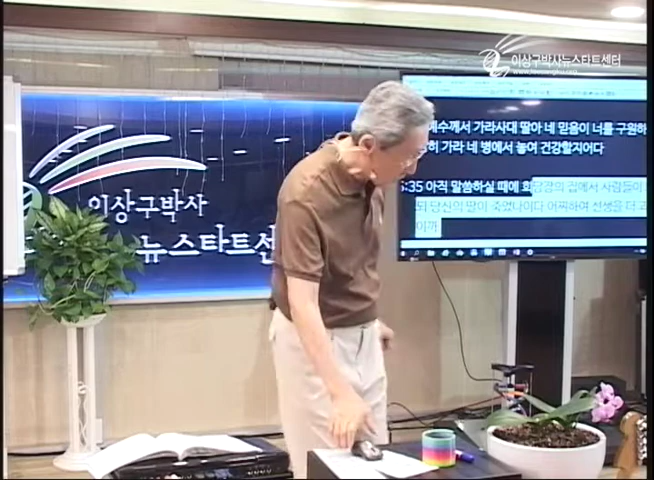 이상구박사뉴스타트센터
이상구박사
뉴스타트센
예수께서 가라사대 딸아 네 믿음이 너를 구원하
히 가라 네 병에서 놓여 건강할지어다
5:35 아직 말씀하실 때에 회당장의 집에서 사람들이
되 당신의 딸이 죽었나이다 어찌하여 선생을 더 고
이까